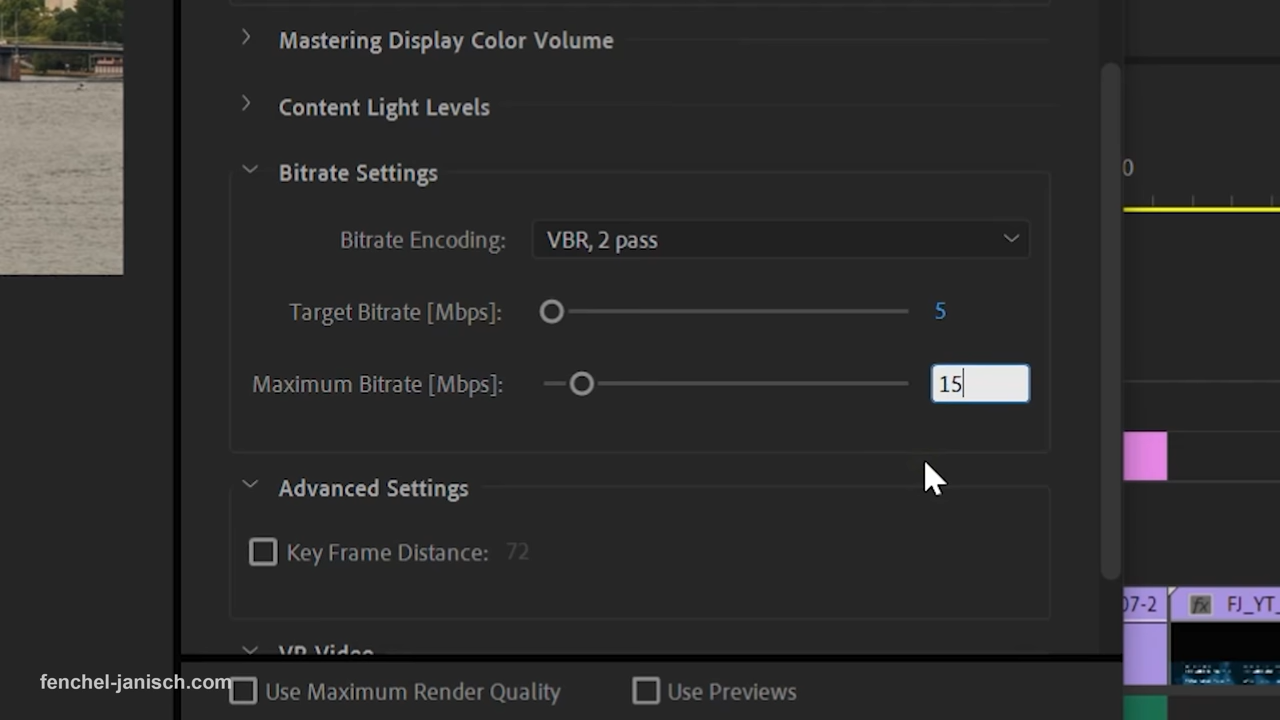 Mastering Display Color Volume
Content Light Levels
0
Bitrate Settings
Bitrate Encoding: VBR, 2 pass
Target Bitrate [Mbps]: 5
Maximum Bitrate [Mbps]: 15
Advanced Settings
Key Frame Distance: 72
07-2 fx FJ_YT_
VR Video
fenchel-janisch.com
Use Maximum Render Quality Use Previews